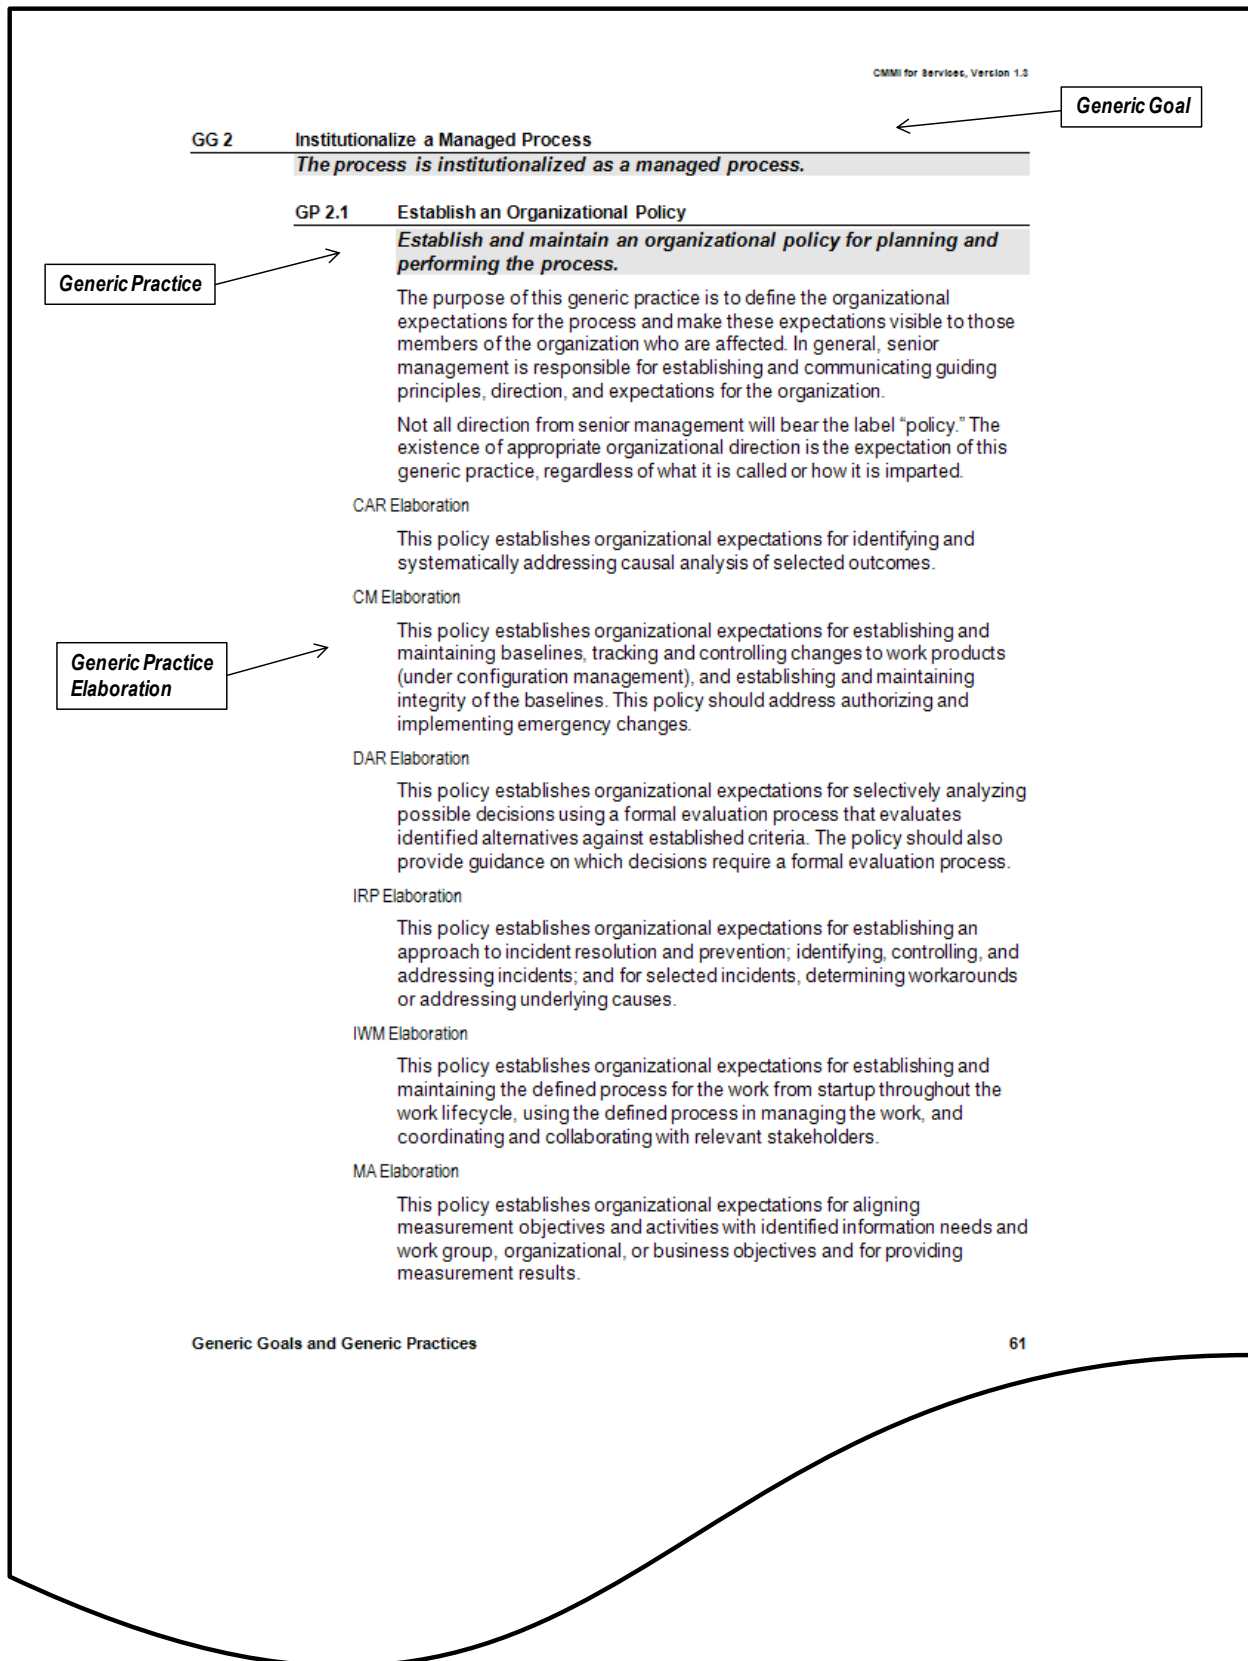 CMMI for Services, Version 1.3
Generic Goal
GG 2 Institutionalize a Managed Process
The process is institutionalized as a managed process.
GP 2.1 Establish an Organizational Policy
Establish and maintain an organizational policy for planning and
performing the process.
Generic Practice
The purpose of this generic practice is to define the organizational
expectations for the process and make these expectations visible to those
members of the organization who are affected. In general, senior
management is responsible for establishing and communicating guiding
principles, direction, and expectations for the organization.
Not all direction from senior management will bear the label “policy.” The
existence of appropriate organizational direction is the expectation of this
generic practice, regardless of what it is called or how it is imparted.
CAR Elaboration
This policy establishes organizational expectations for identifying and
systematically addressing causal analysis of selected outcomes.
CM Elaboration
This policy establishes organizational expectations for establishing and
maintaining baselines, tracking and controlling changes to work products
(under configuration management), and establishing and maintaining
integrity of the baselines. This policy should address authorizing and
implementing emergency changes.
Generic Practice
Elaboration
DAR Elaboration
This policy establishes organizational expectations for selectively analyzing
possible decisions using a formal evaluation process that evaluates
identified alternatives against established criteria. The policy should also
provide guidance on which decisions require a formal evaluation process.
IRP Elaboration
This policy establishes organizational expectations for establishing an
approach to incident resolution and prevention; identifying, controlling, and
addressing incidents; and for selected incidents, determining workarounds
or addressing underlying causes.
IWM Elaboration
This policy establishes organizational expectations for establishing and
maintaining the defined process for the work from startup throughout the
work lifecycle, using the defined process in managing the work, and
coordinating and collaborating with relevant stakeholders.
MA Elaboration
This policy establishes organizational expectations for aligning
measurement objectives and activities with identified information needs and
work group, organizational, or business objectives and for providing
measurement results.
Generic Goals and Generic Practices 61